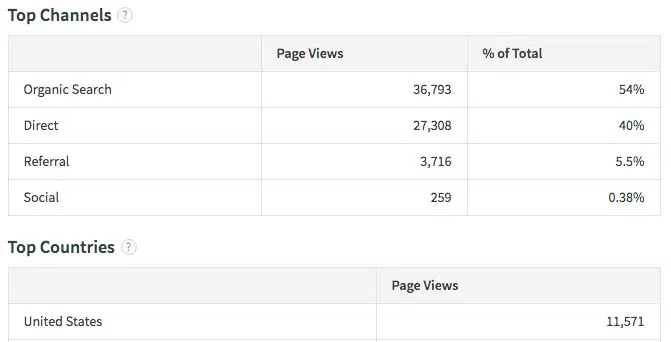 Top Channels ?
Page Views % of Total
Organic Search 36,793 54%
Direct 27,308 40%
Referral 3,716 5.5%
Social 259 0.38%
Top Countries ?
Page Views
United States 11,571